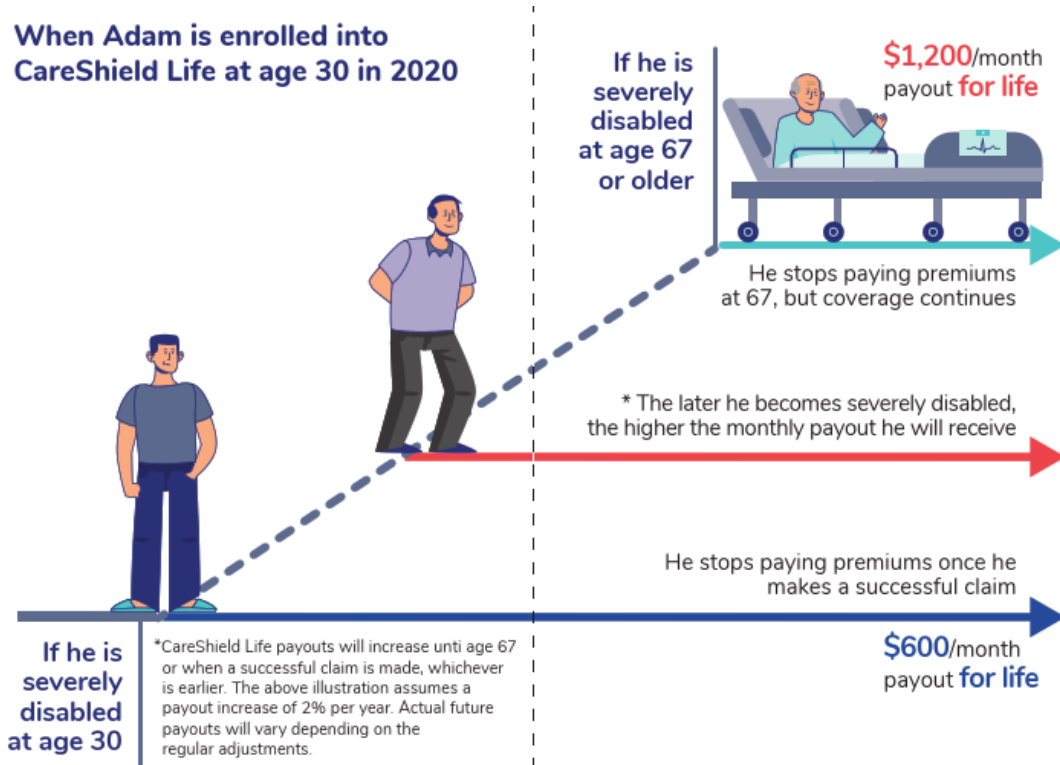 When Adam is enrolled into
CareShield Life at age 30 in 2020
If he is
severely
disabled
at age 67
or older
$1,200/month
payout for life
He stops paying premiums
at 67, but coverage continues
* The later he becomes severely disabled,
the higher the monthly payout he will receive
He stops paying premiums once he
makes a successful claim
$600/month
payout for life
If he is
severely
disabled
at age 30
*CareShield Life payouts will increase unti age 67
or when a successful claim is made, whichever
is earlier. The above illustration assumes a
payout increase of 2% per year. Actual future
payouts will vary depending on the
regular adjustments.